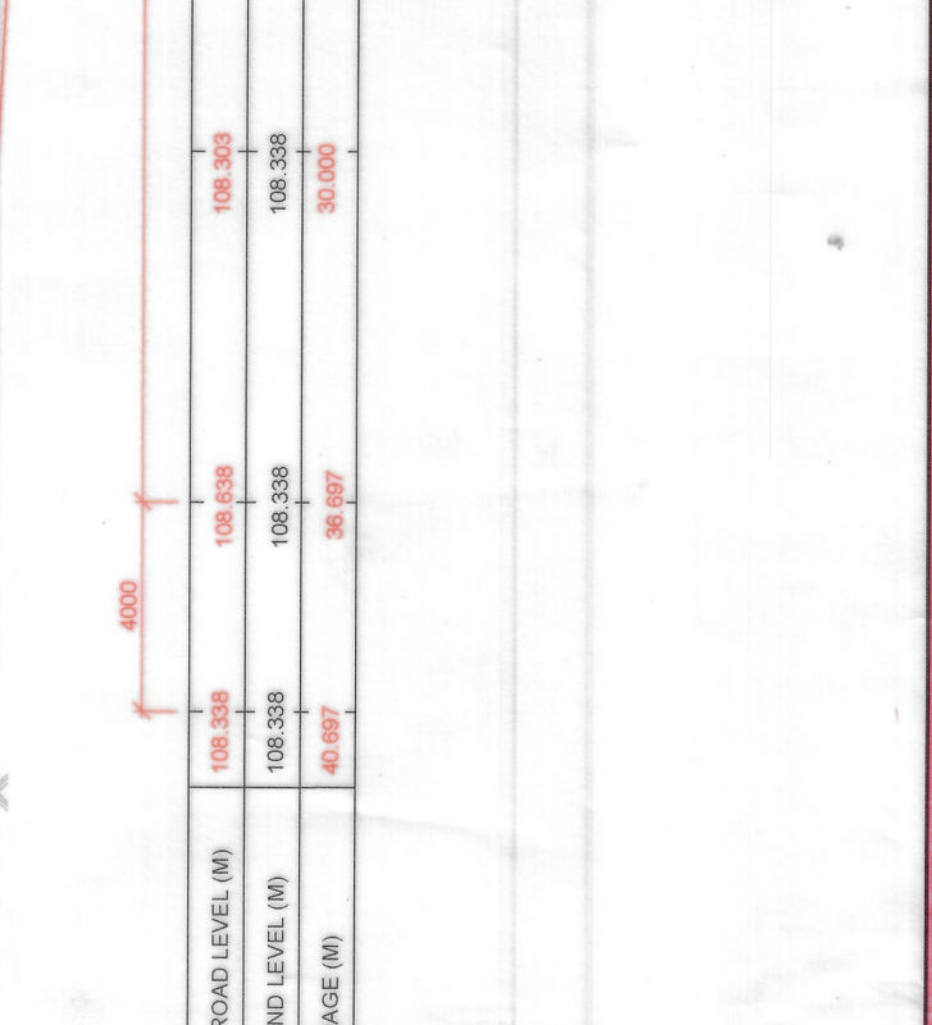 4000
ROAD LEVEL (M) 108.338 108.638 108.303
ND LEVEL (M) 108.338 108.338 108.338
AGE (M) 40.697 36.697 30.000